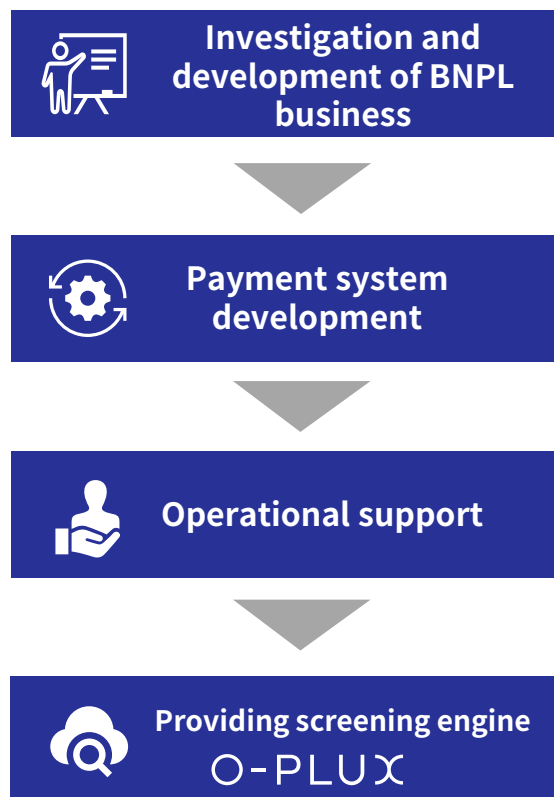 Investigation and
development of BNPL
business
Payment system
development
Operational support
Providing screening engine
O-PLUX